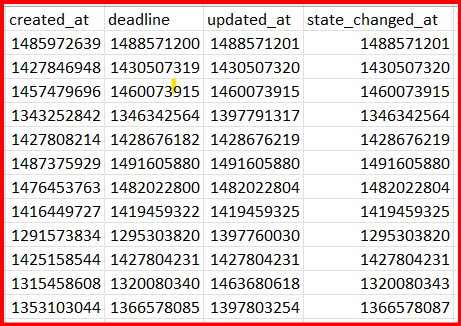 created_at deadline updated_at state_changed_at
1485972639 1488571200 1488571201 1488571201
1427846948 1430507319 1430507320 1430507320
1457479696 1460073915 1460073915 1460073915
1343252842 1346342564 1397791317 1346342564
1427808214 1428676182 1428676219 1428676219
1487375929 1491605880 1491605880 1491605880
1476453763 1482022800 1482022804 1482022804
1416449727 1419459322 1419459325 1419459325
1291573834 1295303820 1397760030 1295303820
1425158544 1427804231 1427804231 1427804231
1315458608 1320080340 1463680618 1320080343
1353103044 1366578085 1397803254 1366578087